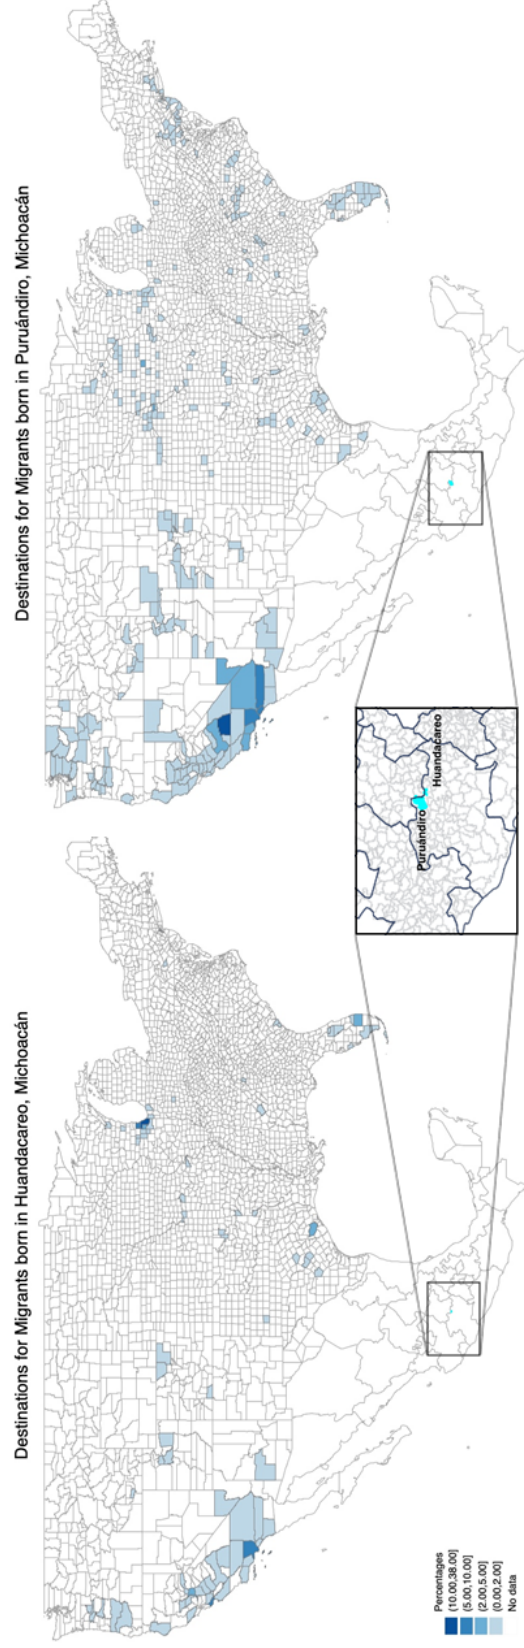 Destinations for Migrants born in Huandacareo, Michoacán
Destinations for Migrants born in Puruándiro, Michoacán
Puruándiro
Huandacareo
Percentages
(10.00,38.00]
(5.00,10.00]
(2.00,5.00]
(0.00,2.00]
No data